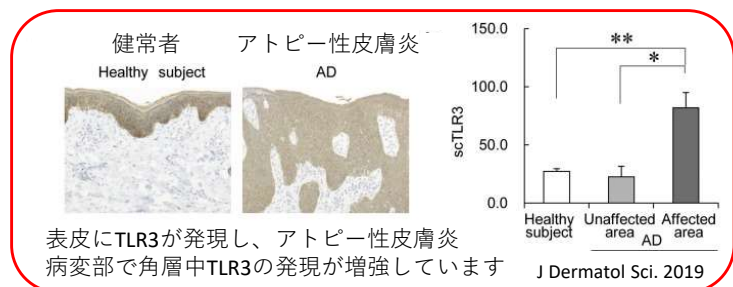 健常者
Healthy subject
アトピー性皮膚炎
AD
表皮にTLR3が発現し、アトピー性皮膚炎
病変部で角層中TLR3の発現が増強しています
scTLR3
150.0
100.0
50.0
0.0
**
*
Healthy subject
Unaffected area
Affected area
AD
J Dermatol Sci. 2019